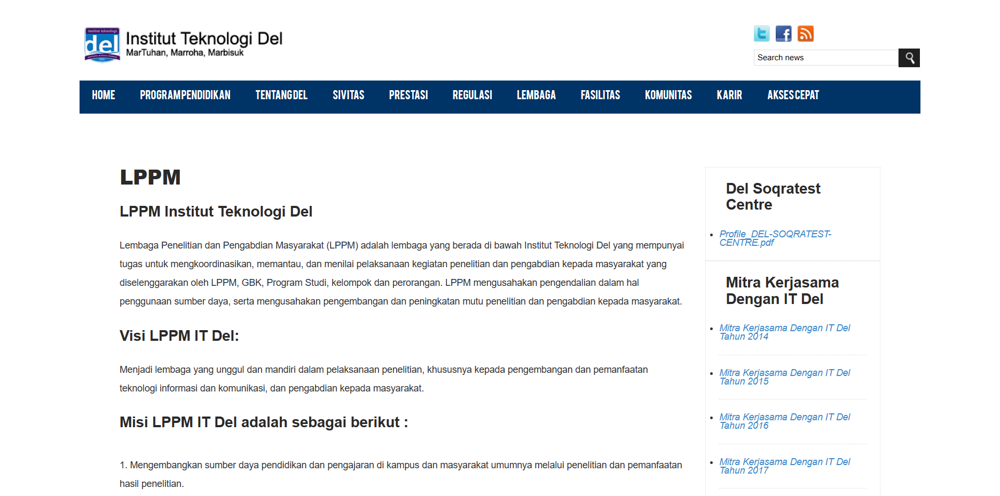 institut teknologi
del
Institut Teknologi Del
MarTuhan, Marroha, Marbisuk
Search news
HOME PROGRAM PENDIDIKAN TENTANG DEL SIVITAS PRESTASI REGULASI LEMBAGA FASILITAS KOMUNITAS KARIR AKSES CEPAT
LPPM
LPPM Institut Teknologi Del
Lembaga Penelitian dan Pengabdian Masyarakat (LPPM) adalah lembaga yang berada di bawah Institut Teknologi Del yang mempunyai
tugas untuk mengkoordinasikan, memantau, dan menilai pelaksanaan kegiatan penelitian dan pengabdian kepada masyarakat yang
diselenggarakan oleh LPPM, GBK, Program Studi, kelompok dan perorangan. LPPM mengusahakan pengendalian dalam hal
penggunaan sumber daya, serta mengusahakan pengembangan dan peningkatan mutu penelitian dan pengabdian kepada masyarakat.
Visi LPPM IT Del:
Menjadi lembaga yang unggul dan mandiri dalam pelaksanaan penelitian, khususnya kepada pengembangan dan pemanfaatan
teknologi informasi dan komunikasi, dan pengabdian kepada masyarakat.
Misi LPPM IT Del adalah sebagai berikut :
1. Mengembangkan sumber daya pendidikan dan pengajaran di kampus dan masyarakat umumnya melalui penelitian dan pemanfaatan
hasil penelitian.
Del Soqratest
Centre
Profile_DEL-SOQRATEST-
CENTRE.pdf
Mitra Kerjasama
Dengan IT Del
Mitra Kerjasama Dengan IT Del
Tahun 2014
Mitra Kerjasama Dengan IT Del
Tahun 2015
Mitra Kerjasama Dengan IT Del
Tahun 2016
Mitra Kerjasama Dengan IT Del
Tahun 2017